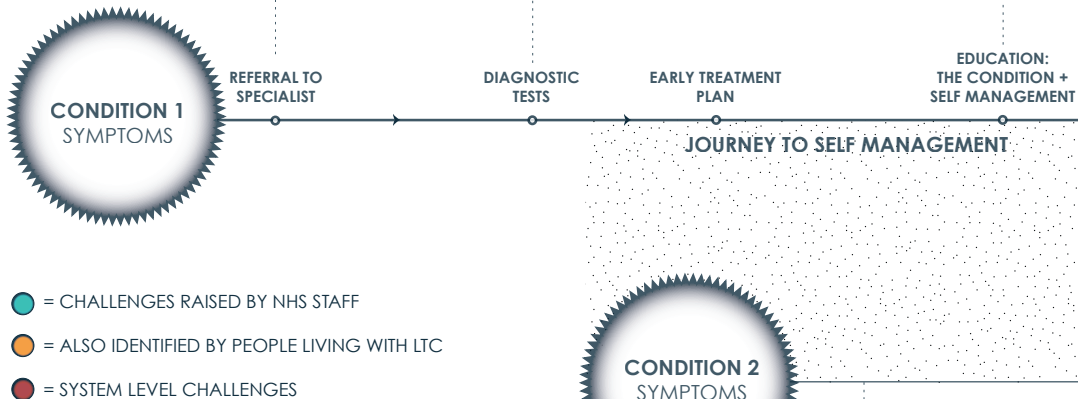 CONDITION 1
SYMPTOMS
REFERRAL TO
SPECIALIST
DIAGNOSTIC
TESTS
EARLY TREATMENT
PLAN
EDUCATION:
THE CONDITION +
SELF MANAGEMENT
JOURNEY TO SELF MANAGEMENT
= CHALLENGES RAISED BY NHS STAFF
= ALSO IDENTIFIED BY PEOPLE LIVING WITH LTC
= SYSTEM LEVEL CHALLENGES
CONDITION 2
SYMPTOMS